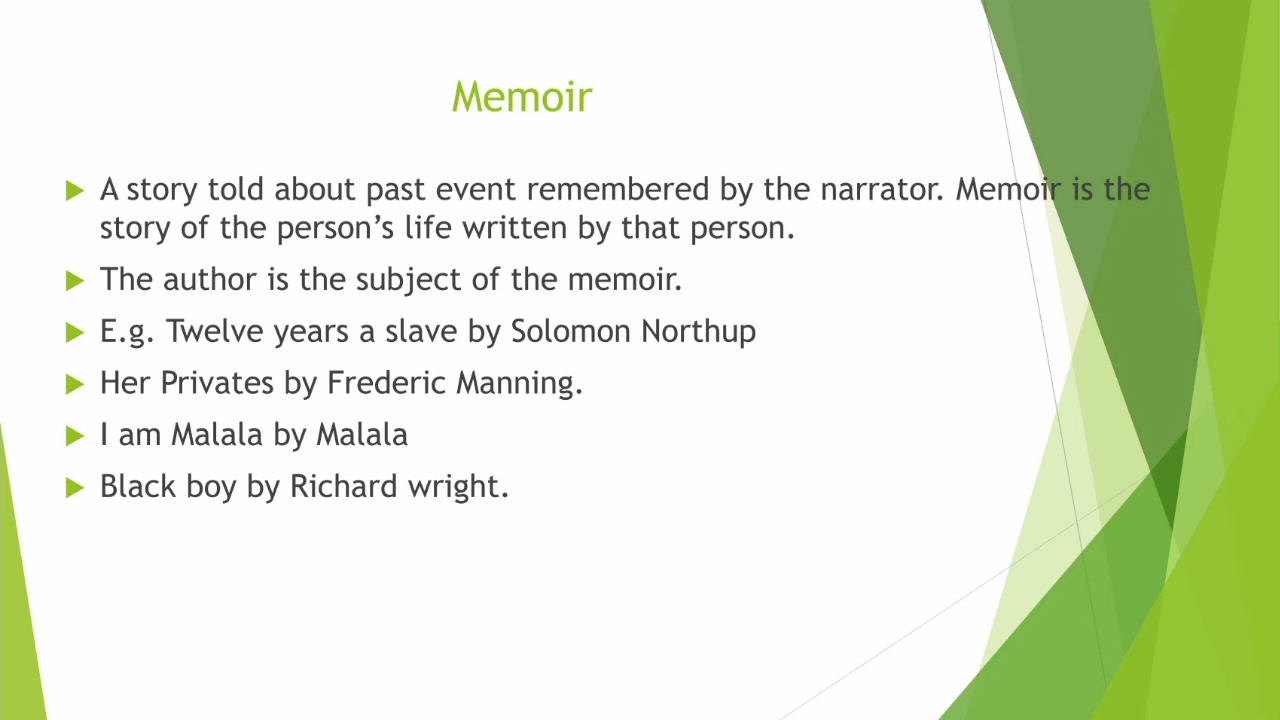 Memoir
A story told about past event remembered by the narrator. Memoir is the
story of the person’s life written by that person.
The author is the subject of the memoir.
E.g. Twelve years a slave by Solomon Northup
Her Privates by Frederic Manning.
I am Malala by Malala
Black boy by Richard wright.